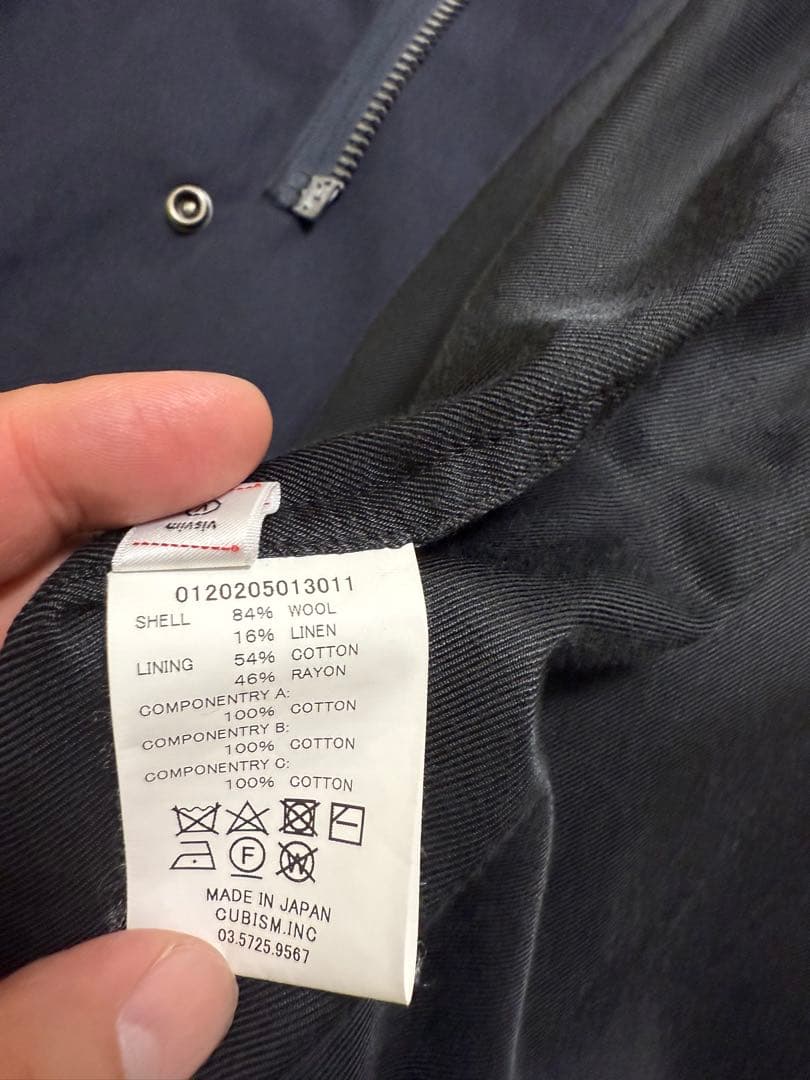 visvim
0120205013011
SHELL 84% WOOL
16% LINEN
LINING 54% COTTON
46% RAYON
COMPONENTRY A:
100% COTTON
COMPONENTRY B:
100% COTTON
COMPONENTRY C:
100% COTTON
F W
MADE IN JAPAN
CUBISM.INC
03.5725.9567